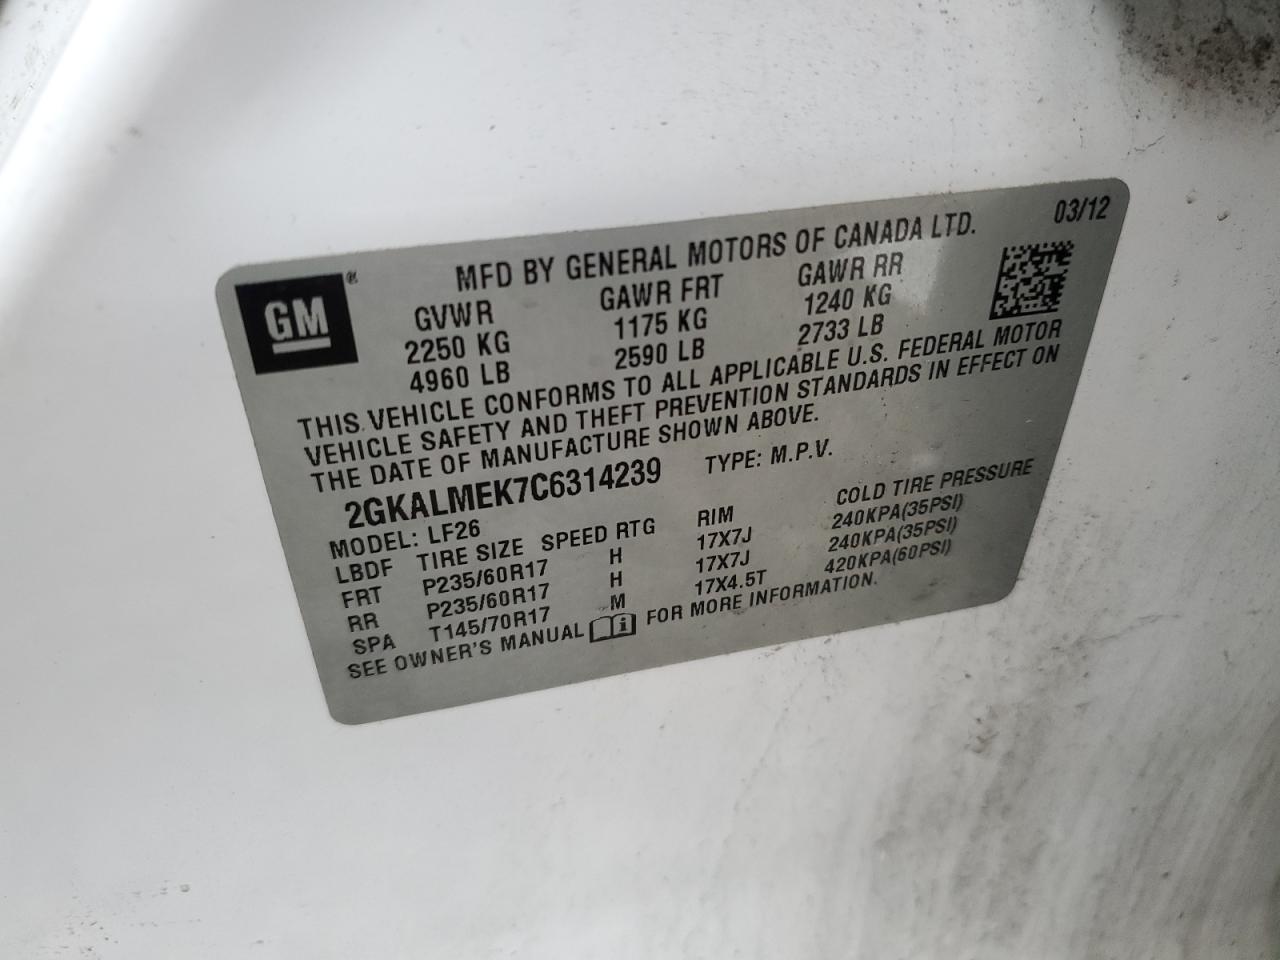 03/12
GM®
MFD BY GENERAL MOTORS OF CANADA LTD.
GVWR GAWR FRT GAWR RR
2250 KG 1175 KG 1240 KG
4960 LB 2590 LB 2733 LB
THIS VEHICLE CONFORMS TO ALL APPLICABLE U.S. FEDERAL MOTOR
VEHICLE SAFETY AND THEFT PREVENTION STANDARDS IN EFFECT ON
THE DATE OF MANUFACTURE SHOWN ABOVE.
2GKALMEK7C6314239 TYPE: M.P.V.
MODEL: LF26
LBDF TIRE SIZE SPEED RTG RIM COLD TIRE PRESSURE
FRT P235/60R17 H 17X7J 240KPA(35PSI)
RR P235/60R17 H 17X7J 240KPA(35PSI)
SPA T145/70R17 M 17X4.5T 420KPA(60PSI)
SEE OWNER'S MANUAL i FOR MORE INFORMATION.